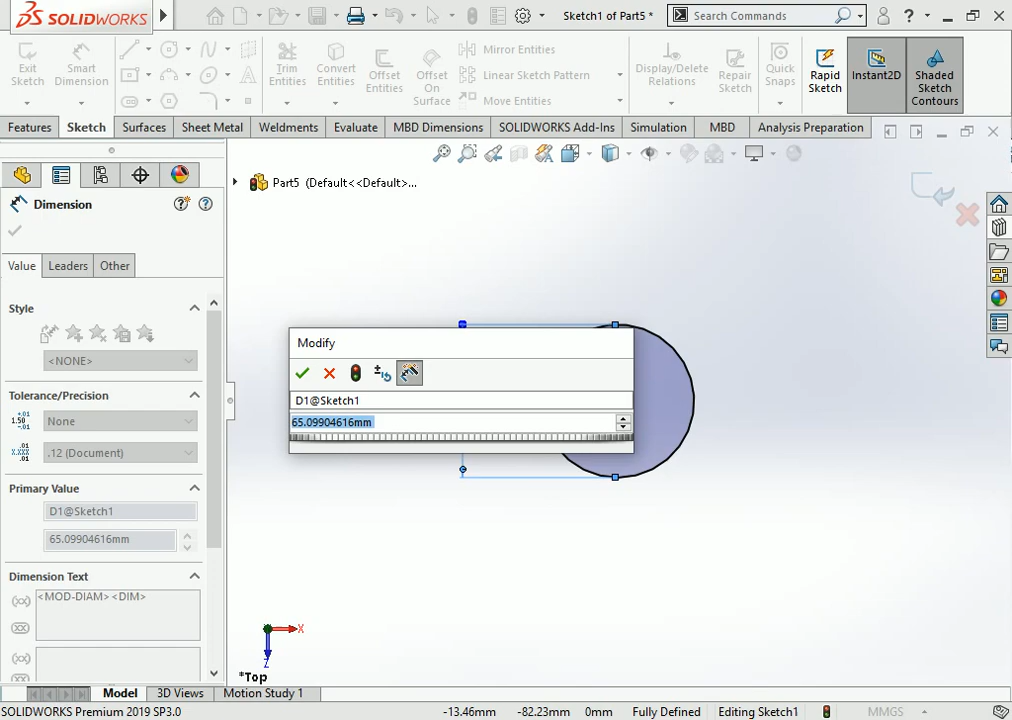 SOLIDWORKS
Sketch1 of Part5 *
Search Commands
?
Exit Sketch
Smart Dimension
Trim Entities
Convert Entities
Offset Entities
Offset On Surface
Mirror Entities
Linear Sketch Pattern
Move Entities
Display/Delete Relations
Repair Sketch
Quick Snaps
Rapid Sketch
Instant2D
Shaded Sketch Contours
Features
Sketch
Surfaces
Sheet Metal
Weldments
Evaluate
MBD Dimensions
SOLIDWORKS Add-Ins
Simulation
MBD
Analysis Preparation
Part5 (Default<<Default>...
Dimension
Value
Leaders
Other
Style
<NONE>
Tolerance/Precision
None
.12 (Document)
Primary Value
D1@Sketch1
65.09904616mm
Dimension Text
<MOD-DIAM><DIM>
Modify
D1@Sketch1
65.09904616mm
X
Z
*Top
Model
3D Views
Motion Study 1
SOLIDWORKS Premium 2019 SP3.0
-13.46mm
-82.23mm
0mm
Fully Defined
Editing Sketch1
MMGS